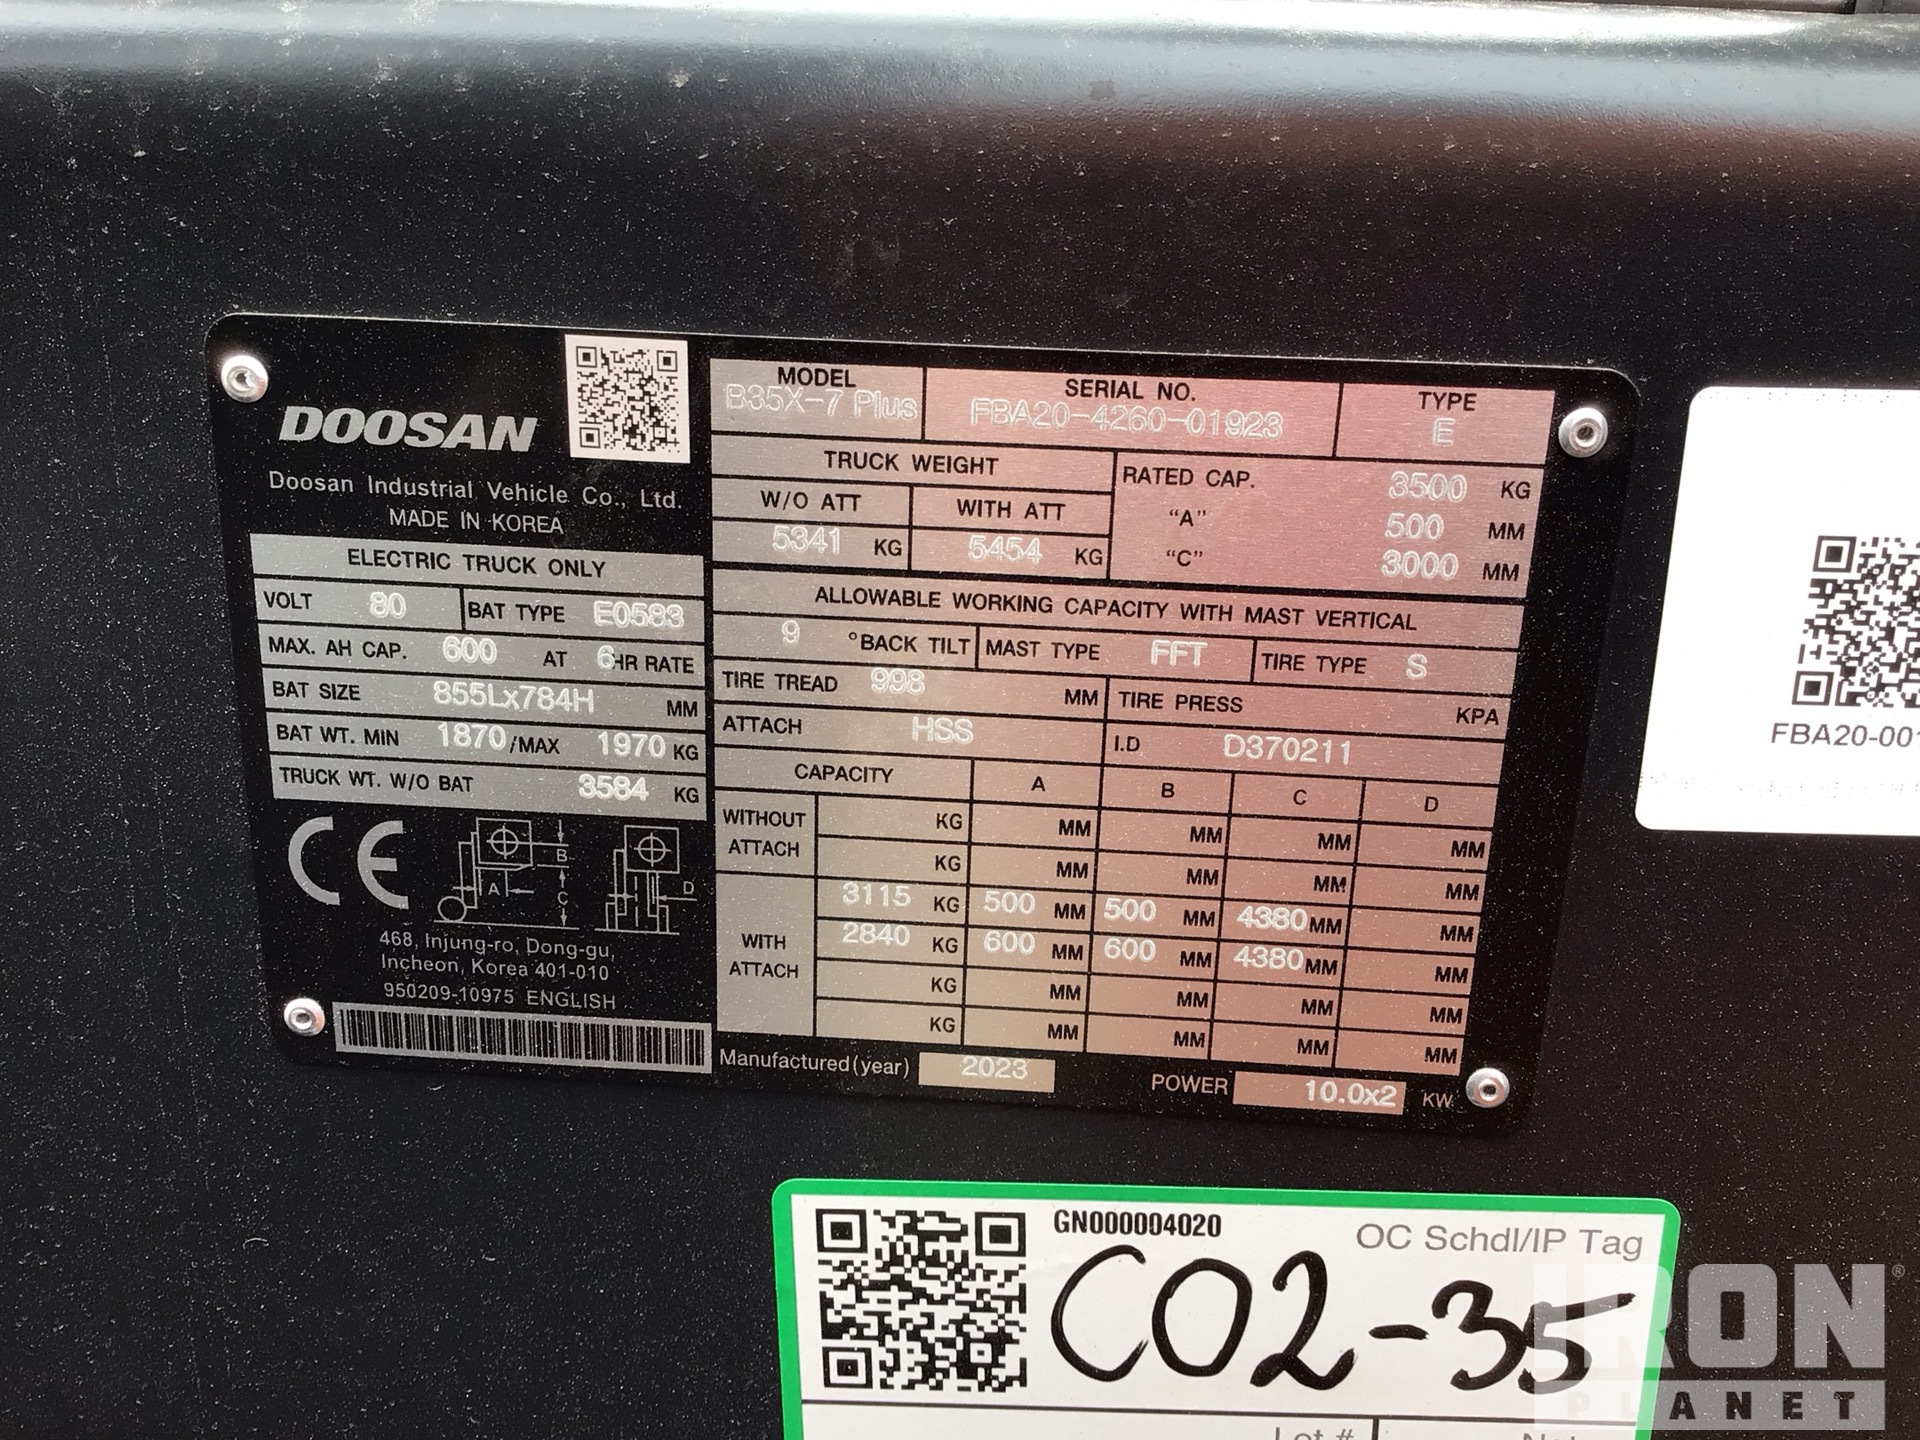 DOOSAN
Doosan Industrial Vehicle Co., Ltd.
MADE IN KOREA
ELECTRIC TRUCK ONLY
VOLT 80 BAT TYPE E0583
MAX. AH CAP. 600 AT 6 HR RATE
BAT SIZE 855Lx784H MM
BAT WT. MIN 1870 /MAX 1970 KG
TRUCK WT. W/O BAT 3584 KG
CE
B
A
C
D
468, Injung-ro, Dong-gu,
Incheon, Korea 401-010
950209-10975 ENGLISH
MODEL SERIAL NO. TYPE
B35X-7 Plus FBA20-4260-01923 E
TRUCK WEIGHT
W/O ATT WITH ATT
5341 KG 5454 KG
RATED CAP. 3500 KG
"A" 500 MM
"C" 3000 MM
ALLOWABLE WORKING CAPACITY WITH MAST VERTICAL
9 °BACK TILT MAST TYPE FFT TIRE TYPE S
TIRE TREAD 998 MM TIRE PRESS KPA
ATTACH HSS I.D D370211
CAPACITY A B C D
WITHOUT ATTACH
KG MM MM MM MM
KG MM MM MM MM
WITH ATTACH
3115 KG 500 MM 500 MM 4380 MM MM
2840 KG 600 MM 600 MM 4380 MM MM
KG MM MM MM MM
KG MM MM MM MM
Manufactured (year) 2023 POWER 10.0x2 KW
FBA20-001
GN000004020 OC Schdl/IP Tag
CO2-35
Lot #
IRON ®
PLANET